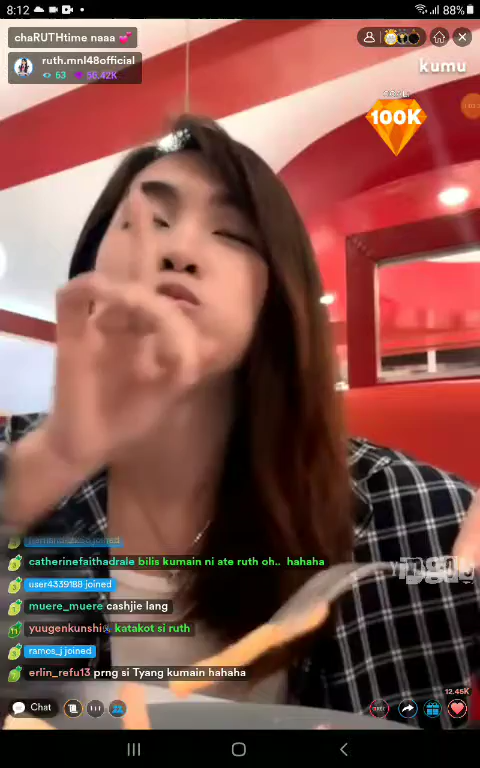 8:12
88%
chaRUTHtime naaa
ruth.mnl48official
53
56.42K
kumu
GOAL
100K
catherinefaithadrale bilis kumain ni ate ruth oh.. hahaha
user4339188 joined
muere_muere cashjie lang
yuugenkunshi katakot si ruth
ramos_j joined
erlin_refu13 prng si Tyang kumain hahaha
12.46K
Chat